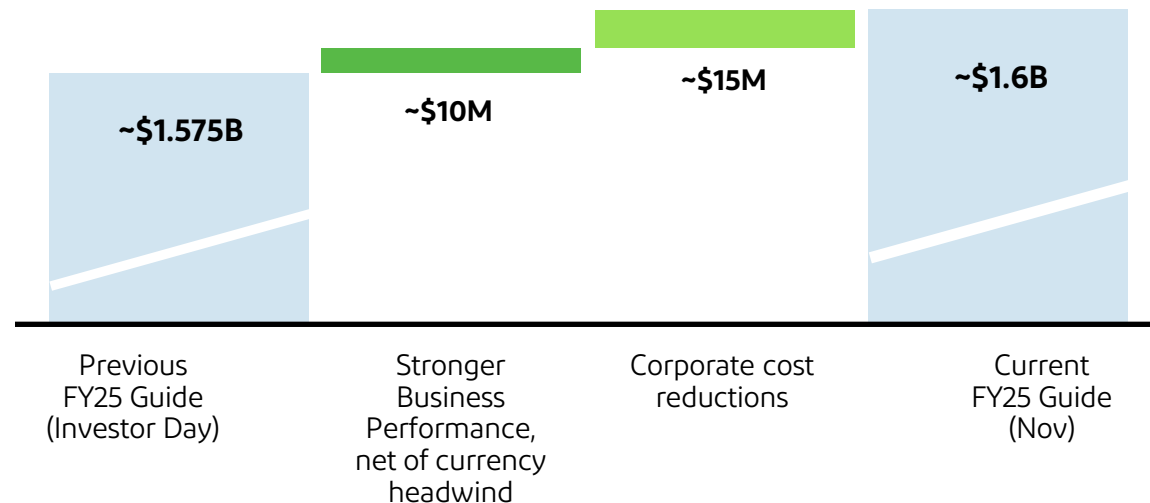 ~$1.575B
~$10M
~$15M
~$1.6B
Previous
FY25 Guide
(Investor Day)
Stronger
Business
Performance,
net of currency
headwind
Corporate cost
reductions
Current
FY25 Guide
(Nov)